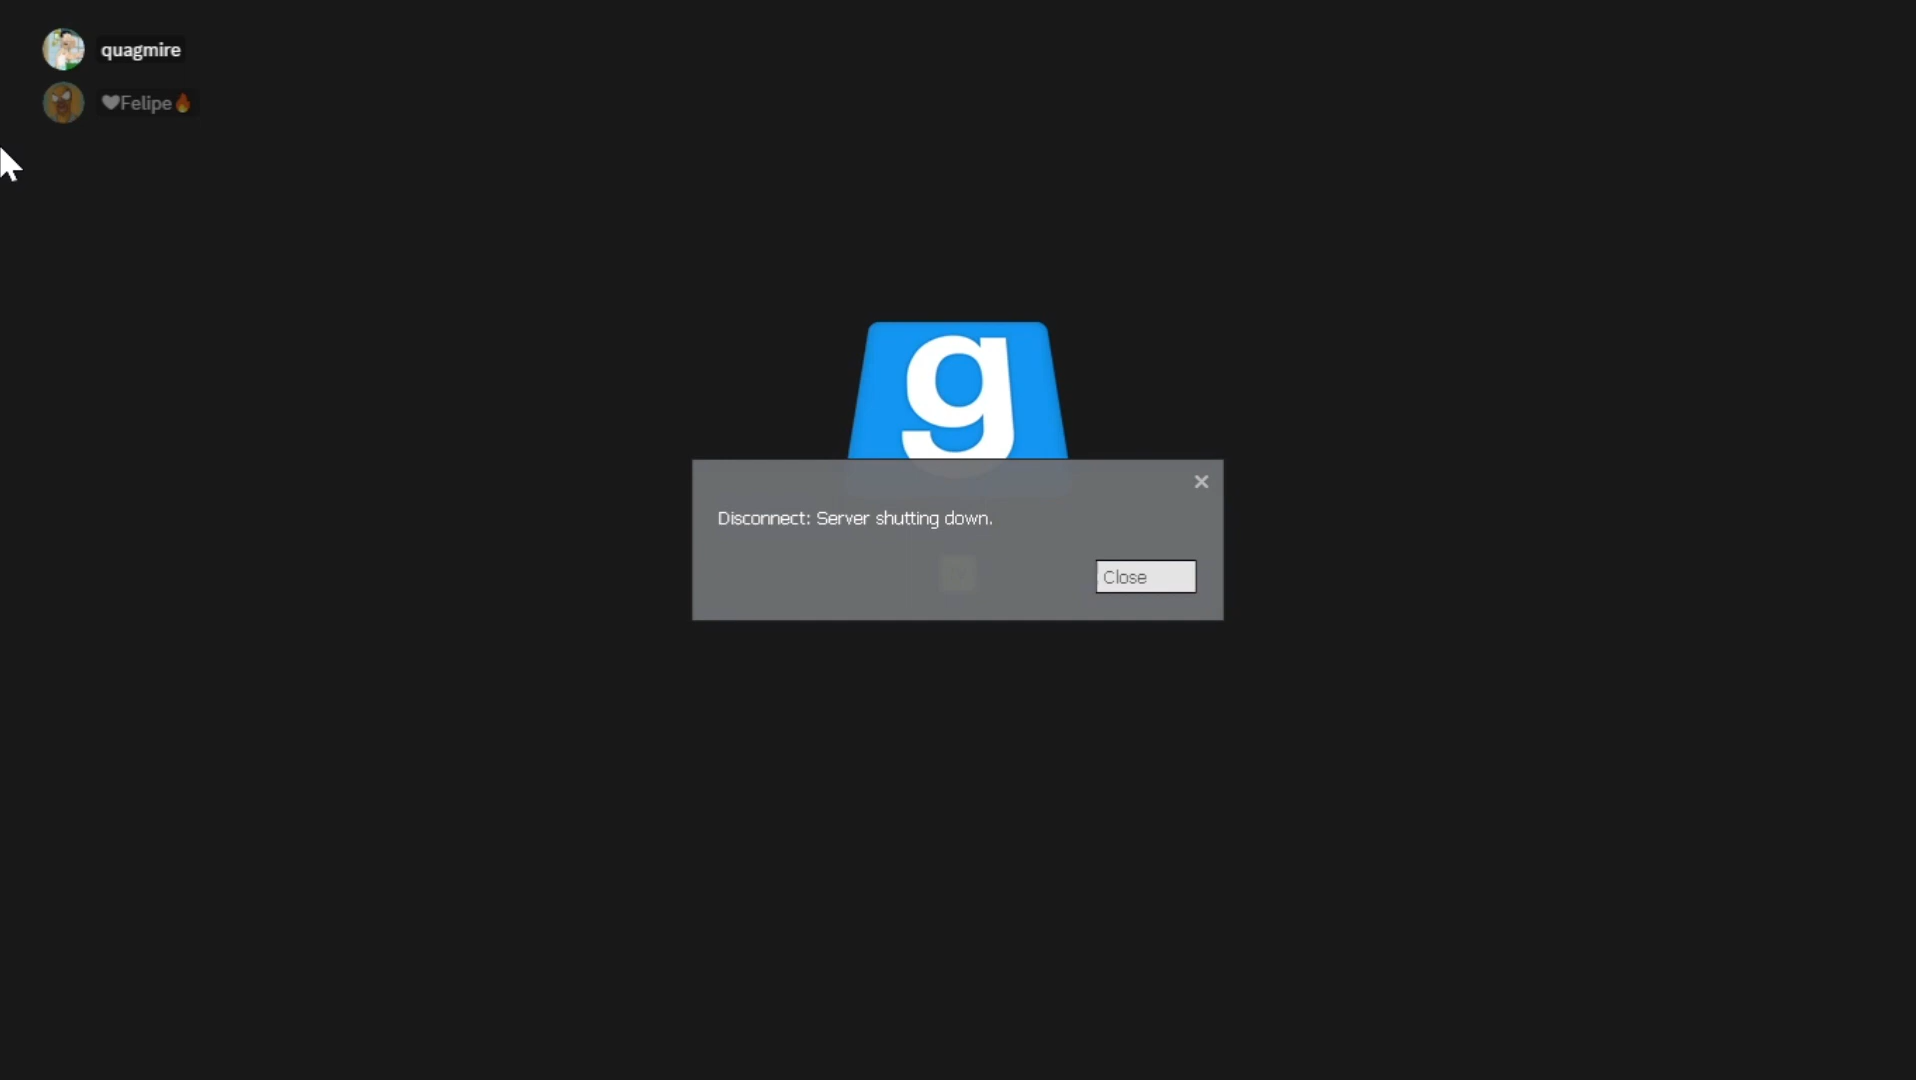 quagmire
🤍Felipe🔥
g
Disconnect: Server shutting down.
Close